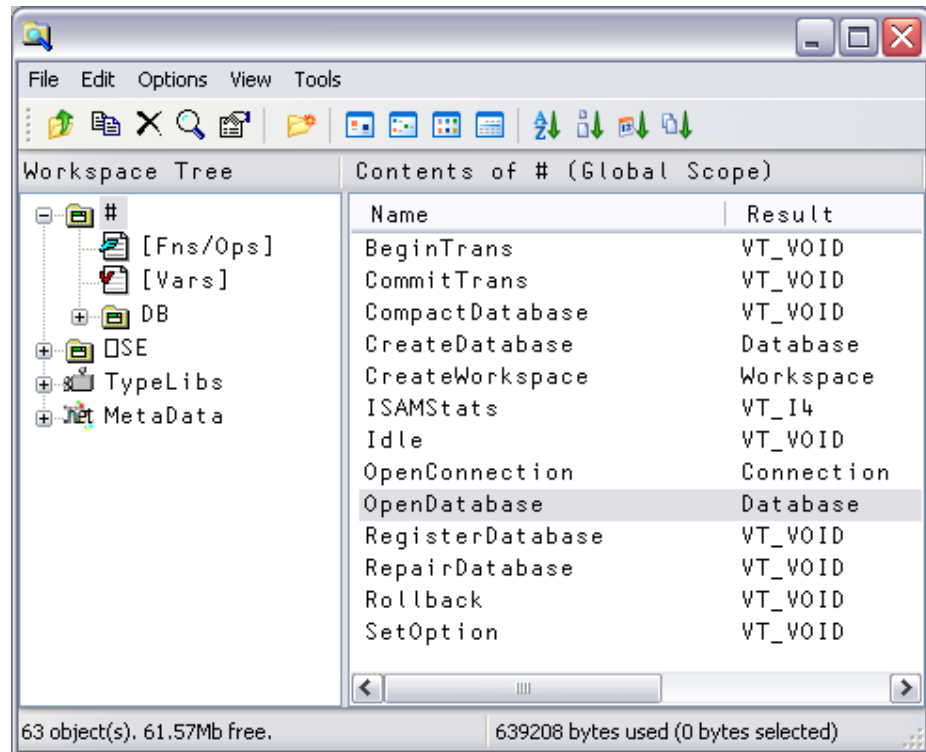 File Edit Options View Tools
Workspace Tree
Contents of # (Global Scope)
#
[Fns/Ops]
[Vars]
DB
⎕SE
TypeLibs
.net MetaData
Name Result
BeginTrans VT_VOID
CommitTrans VT_VOID
CompactDatabase VT_VOID
CreateDatabase Database
CreateWorkspace Workspace
ISAMStats VT_I4
Idle VT_VOID
OpenConnection Connection
OpenDatabase Database
RegisterDatabase VT_VOID
RepairDatabase VT_VOID
Rollback VT_VOID
SetOption VT_VOID
63 object(s). 61.57Mb free.
639208 bytes used (0 bytes selected)